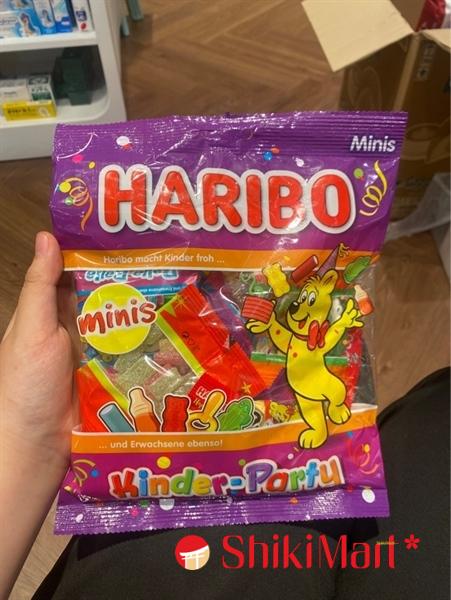 Minis
HARIBO
Haribo macht Kinder froh ...
minis
... und Erwachsene ebenso!
Kinder-Party
ShikiMart*